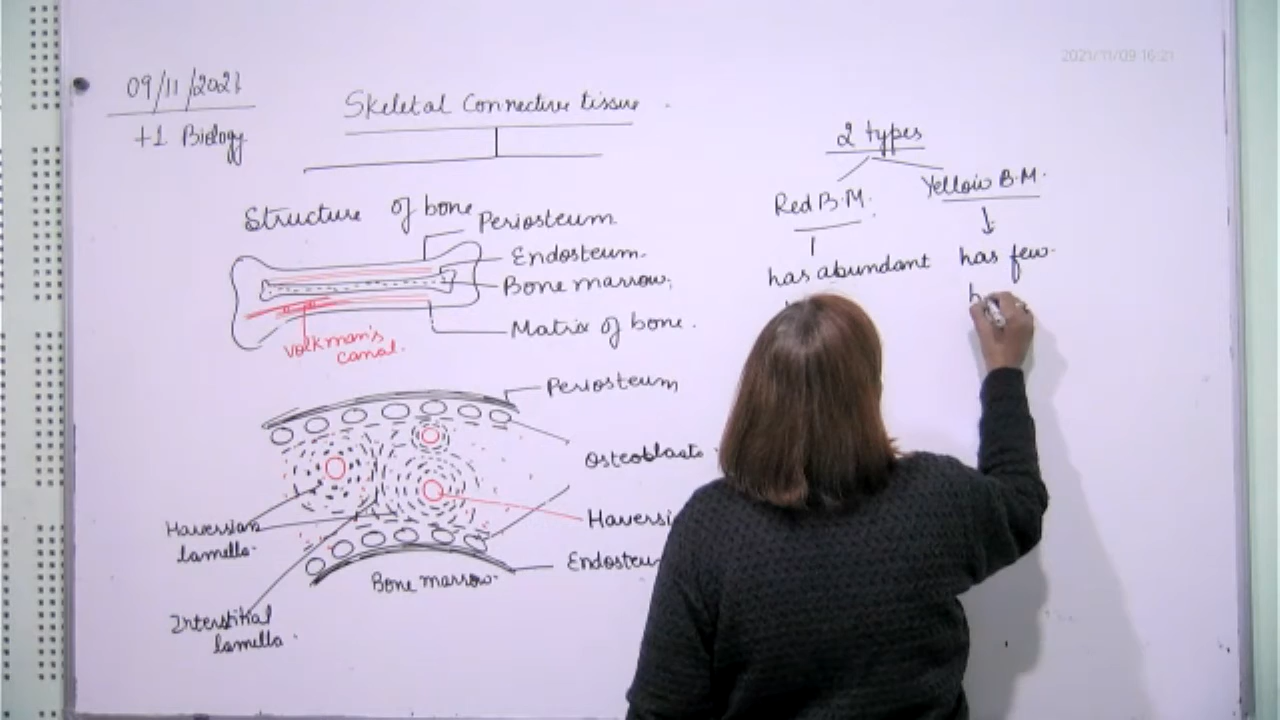 2021/11/09 16:21
09/11/2021
+1 Biology
Skeletal Connective tissue
Structure of bone
Periosteum
Endosteum.
Bone marrow.
Matrix of bone.
Volkman's
canal.
Periosteum
Osteoblasts
Haversi
Endosteu
Haversian
lamella.
Bone marrow.
Interstitial
lamella.
2 types
Red B.M.
has abundant
Yellow B.M.
has few